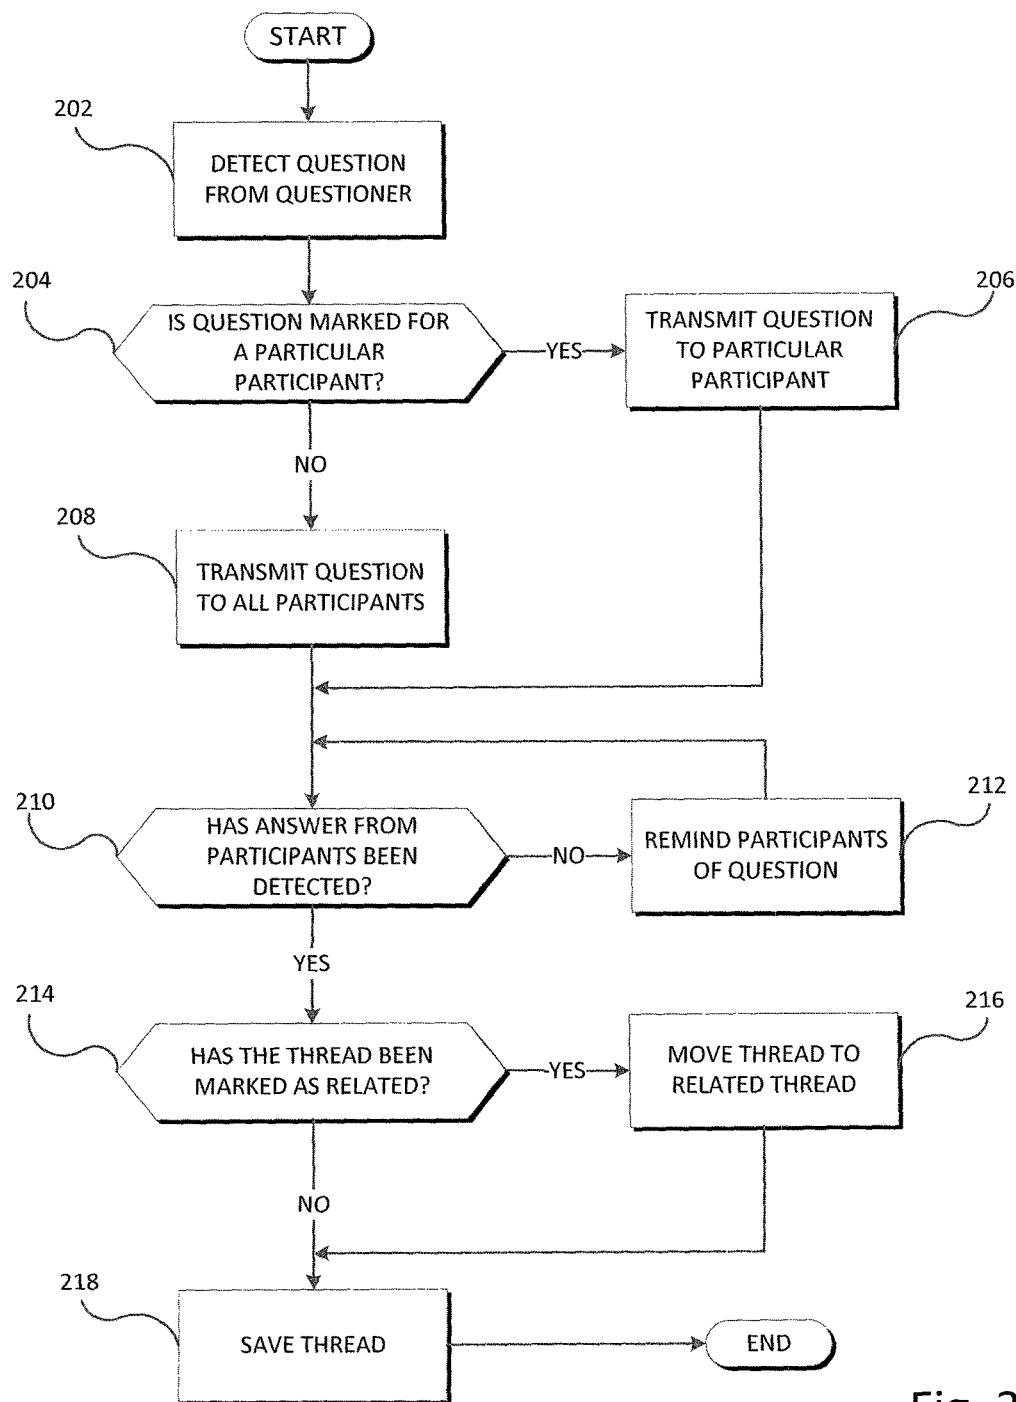 START
202
DETECT QUESTION
FROM QUESTIONER
204
IS QUESTION MARKED FOR
A PARTICULAR
PARTICIPANT?
YES
206
TRANSMIT QUESTION
TO PARTICULAR
PARTICIPANT
NO
208
TRANSMIT QUESTION
TO ALL PARTICIPANTS
210
HAS ANSWER FROM
PARTICIPANTS BEEN
DETECTED?
NO
212
REMIND PARTICIPANTS
OF QUESTION
YES
214
HAS THE THREAD BEEN
MARKED AS RELATED?
YES
216
MOVE THREAD TO
RELATED THREAD
NO
218
SAVE THREAD
END
Fig. 2